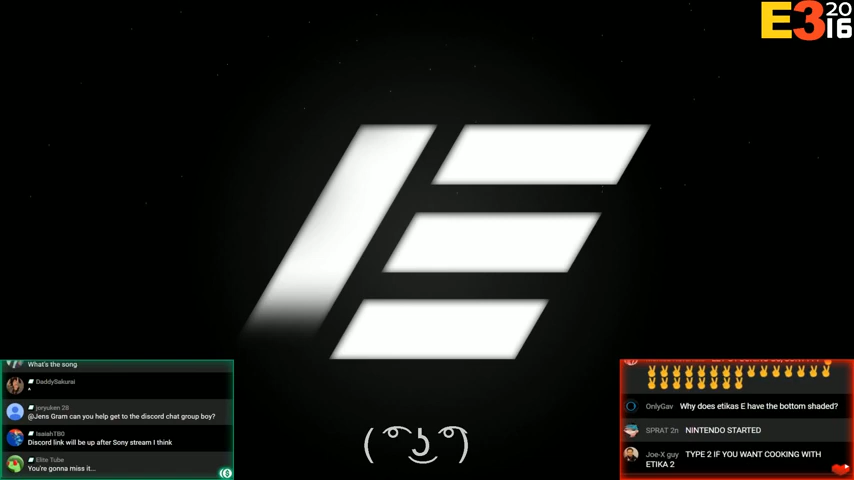 E3 20
16
What's the song
DaddySakurai
^
joryuken 28
@Jens Gram can you help get to the discord chat group boy?
IsaiahT80
Discord link will be up after Sony stream I think
Elite Tube
You're gonna miss it...
( ͡° ͜ʖ ͡°)
OnlyGav Why does etikas E have the bottom shaded?
SPRAT 2n NINTENDO STARTED
Joe-X guy TYPE 2 IF YOU WANT COOKING WITH
ETIKA 2